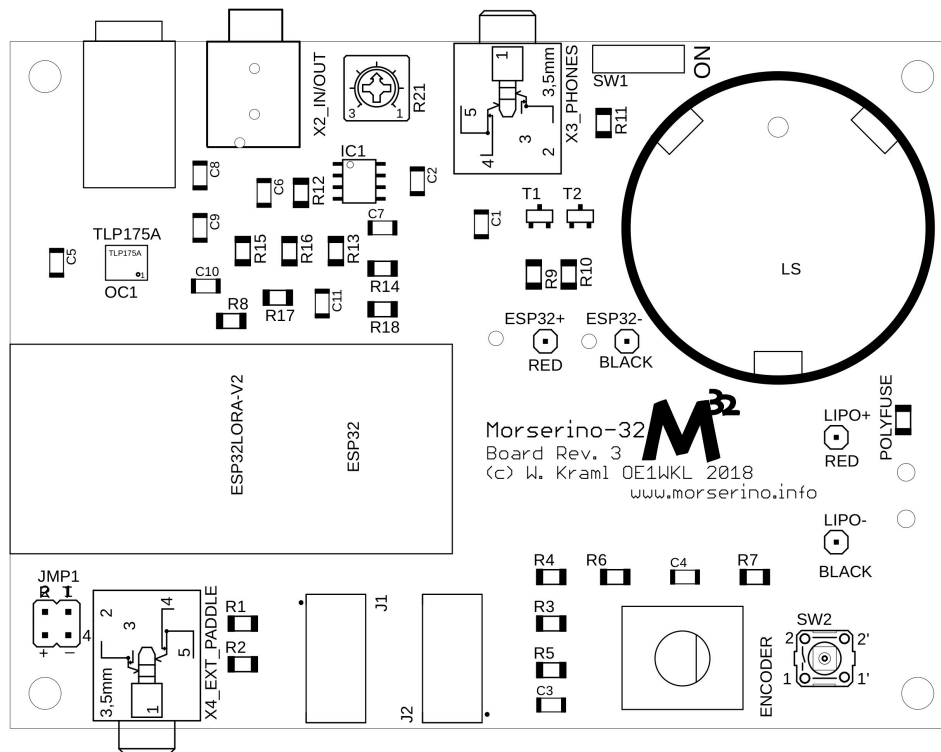 ON
SW1
X2_IN/OUT
R21
3
1
1
3,5mm
X3_PHONES
5
4
3
2
R11
IC1
C8
C6
R12
C2
C9
C7
C1
T1
T2
TLP175A
TLP175A
1
OC1
C5
R15
R16
R13
R14
C10
R17
C11
R8
R18
R9
R10
LS
ESP32+
RED
ESP32-
BLACK
ESP32LORA-V2
ESP32
Morserino-32
M32
Board Rev. 3
(c) W. Kraml OE1WKL 2018
www.morserino.info
POLYFUSE
LIPO+
RED
LIPO-
BLACK
JMP1
4
+
–
2
3
4
5
3,5mm
1
X4_EXT_PADDLE
R1
R2
J1
J2
R4
R6
C4
R7
R3
R5
C3
ENCODER
SW2
2
2'
1
1'